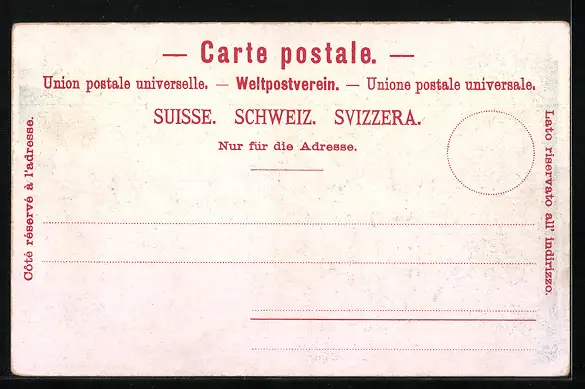 — Carte postale. —
Union postale universelle. — Weltpostverein. — Unione postale universale.
SUISSE. SCHWEIZ. SVIZZERA.
Nur für die Adresse.
Côté réservé à l'adresse.
Lato riservato all' indirizzo.